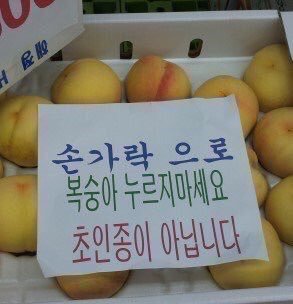 손가락 으로
복숭아 누르지마세요
초인종이 아닙니다